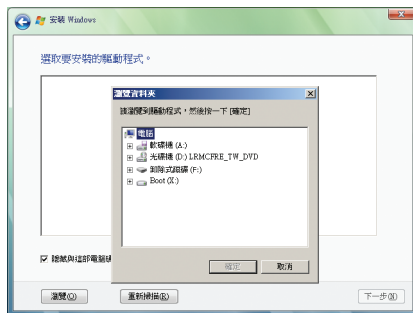 安裝 Windows
選取要安裝的驅動程式。
瀏覽資料夾
請瀏覽到驅動程式，然後按一下 [確定]
電腦
軟碟機 (A:)
光碟機 (D:) LRMCFRE_TW_DVD
卸除式磁碟 (F:)
Boot (X:)
隱藏與這部電腦硬
確定
取消
瀏覽(O)
重新掃描(R)
下一步(N)